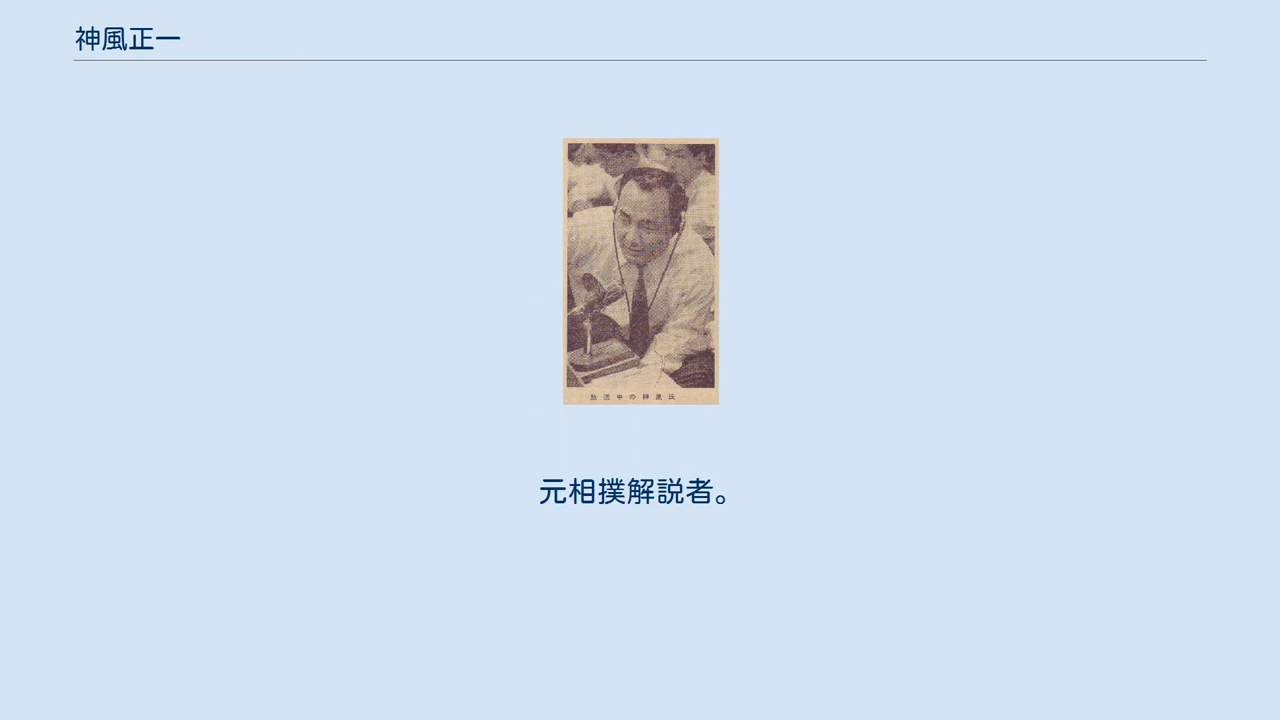 神風正一
放送中の神風氏
元相撲解説者。